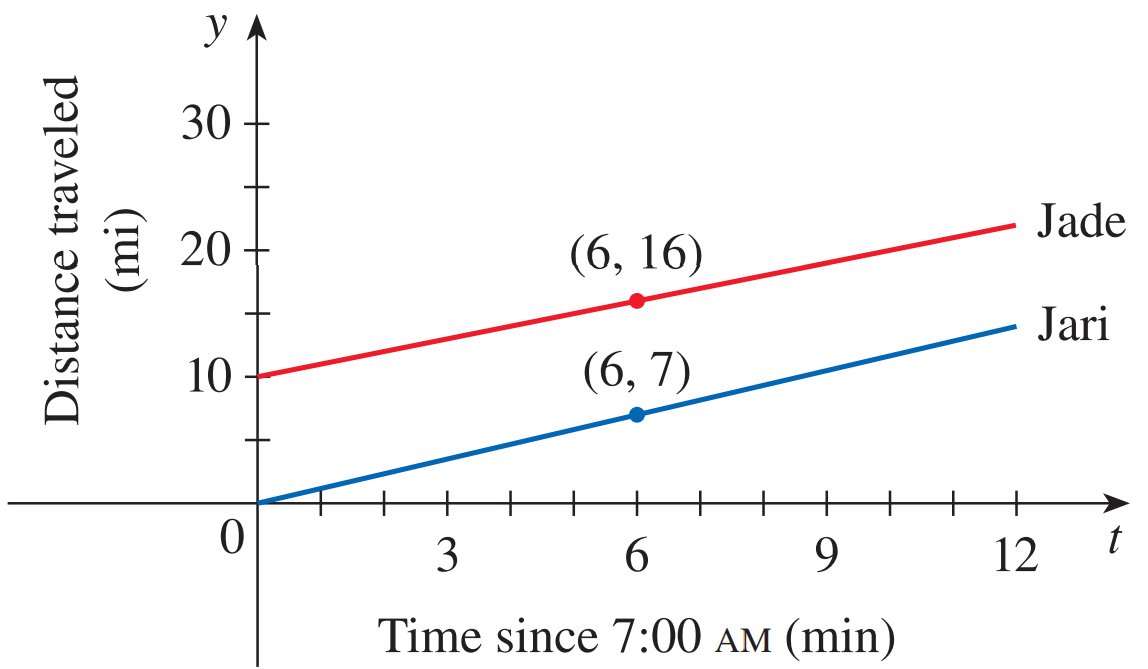 y
Distance traveled
(mi)
30
20
10
0
(6, 16)
(6, 7)
Jade
Jari
3 6 9 12 t
Time since 7:00 AM (min)